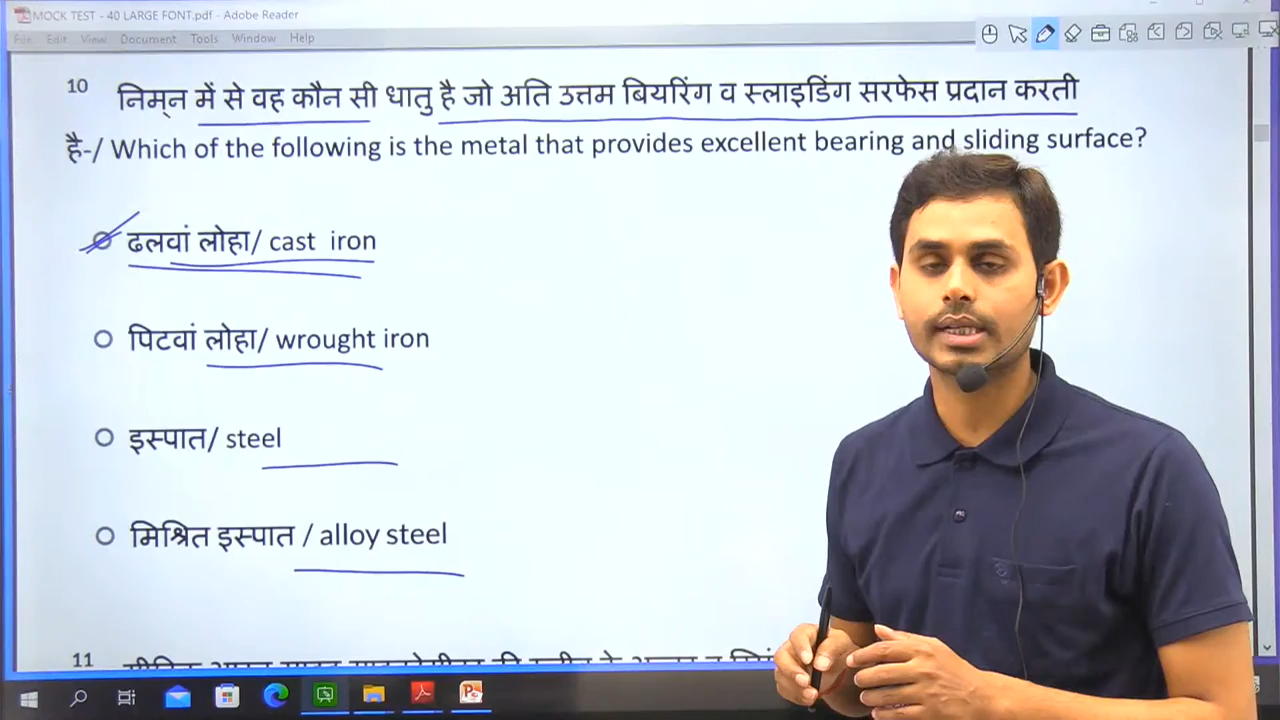 MOCK TEST - 40 LARGE FONT.pdf - Adobe Reader
File Edit View Document Tools Window Help
10 निम्न में से वह कौन सी धातु है जो अति उत्तम बियरिंग व स्लाइडिंग सरफेस प्रदान करती
है-/ Which of the following is the metal that provides excellent bearing and sliding surface?
ढलवां लोहा/ cast iron
पिटवां लोहा/ wrought iron
इस्पात/ steel
मिश्रित इस्पात / alloy steel
11